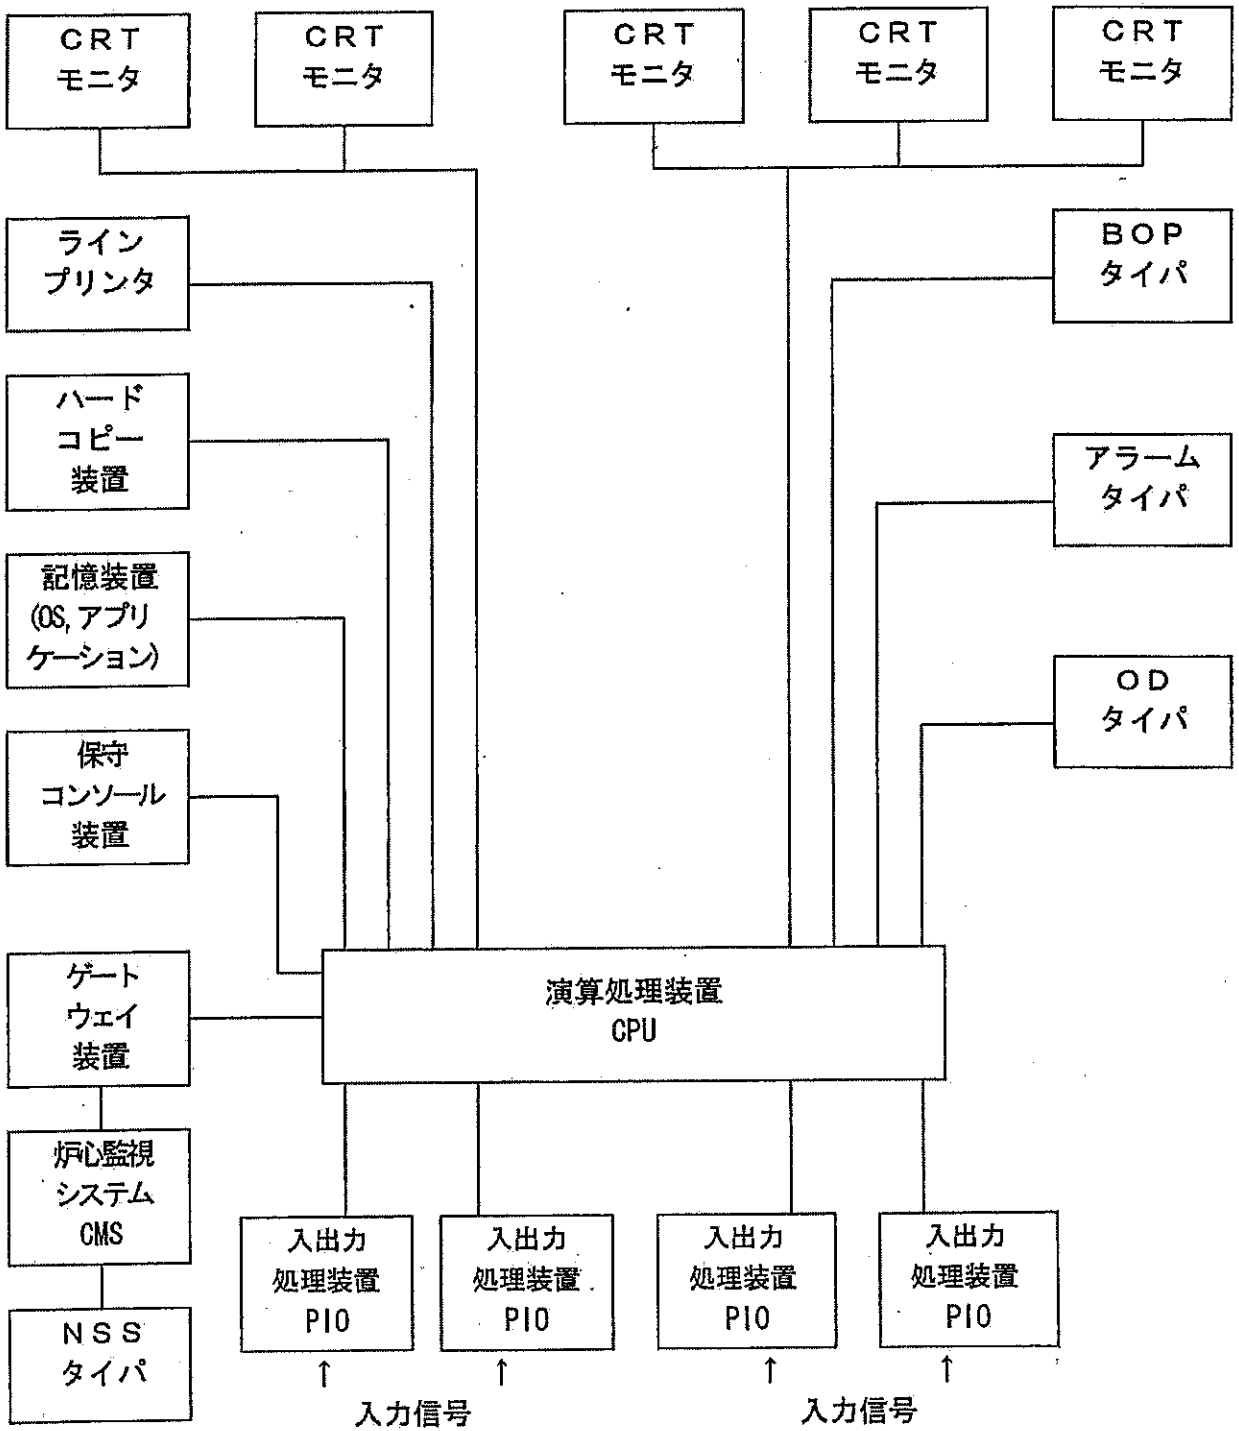 CRT
モニタ
CRT
モニタ
CRT
モニタ
CRT
モニタ
CRT
モニタ
ライン
プリンタ
BOP
タイパ
ハード
コピー
装置
アラーム
タイパ
記憶装置
(OS,アプリ
ケーション)
OD
タイパ
保守
コンソール
装置
ゲート
ウェイ
装置
演算処理装置
CPU
炉心監視
システム
CMS
NSS
タイパ
入出力
処理装置
PIO
入出力
処理装置
PIO
入出力
処理装置
PIO
入出力
処理装置
PIO
↑
↑
↑
↑
入力信号
入力信号